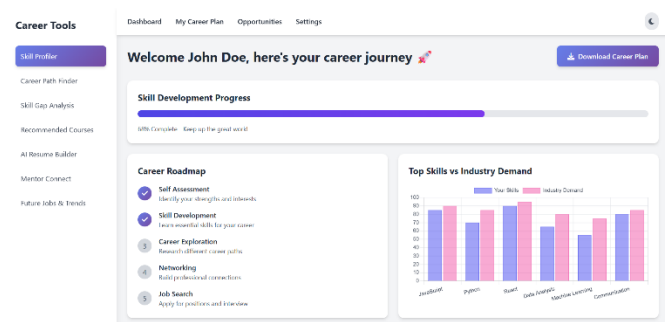 Career Tools
Dashboard My Career Plan Opportunities Settings
Skill Profiler
Career Path Finder
Skill Gap Analysis
Recommended Courses
AI Resume Builder
Mentor Connect
Future Jobs & Trends
Welcome John Doe, here's your career journey 🚀
Download Career Plan
Skill Development Progress
68% Complete Keep up the great work!
Career Roadmap
Self Assessment
Identify your strengths and interests
Skill Development
Learn essential skills for your career
3
Career Exploration
Research different career paths
4
Networking
Build professional connections
5
Job Search
Apply for positions and interview
Top Skills vs Industry Demand
Your Skills Industry Demand
100
90
80
70
60
50
40
30
20
10
0
JavaScript Python React Data Analysis Machine Learning Communication